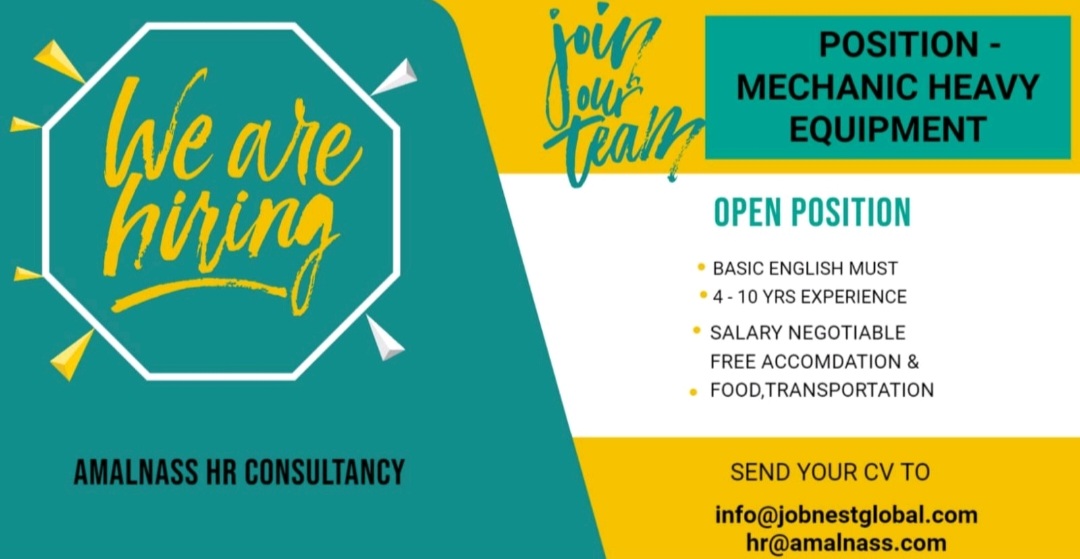 We are
hiring
AMALNASS HR CONSULTANCY
join
our
team
POSITION -
MECHANIC HEAVY
EQUIPMENT
OPEN POSITION
• BASIC ENGLISH MUST
• 4 - 10 YRS EXPERIENCE
• SALARY NEGOTIABLE
FREE ACCOMDATION &
• FOOD,TRANSPORTATION
SEND YOUR CV TO
info@jobnestglobal.com
hr@amalnass.com